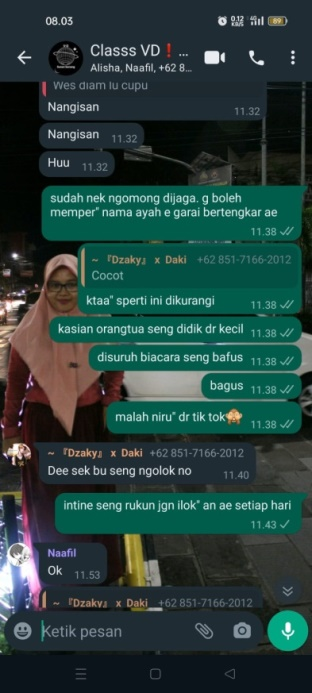 08.03
0,12 KB/S
4G
89
Classs VD❗...
Alisha, Naafil, +62 8...
Wes diam lu cupu
Nangisan 11.32
Nangisan 11.32
Huu 11.32
sudah nek ngomong dijaga. g boleh
memper" nama ayah e garai bertengkar ae
11.38
~ 『Dzaky』 x Daki +62 851-7166-2012
Cocot
ktaa" sperti ini dikurangi 11.38
kasian orangtua seng didik dr kecil 11.38
disuruh biacara seng bafus 11.38
bagus 11.38
malah niru" dr tik tok🙈 11.38
~ 『Dzaky』 x Daki +62 851-7166-2012
Dee sek bu seng ngolok no 11.40
intine seng rukun jgn ilok" an ae setiap hari
11.43
Naafil
Ok 11.53
~ 『Dzaky』 x Daki +62 851-7166-2012
Ketik pesan